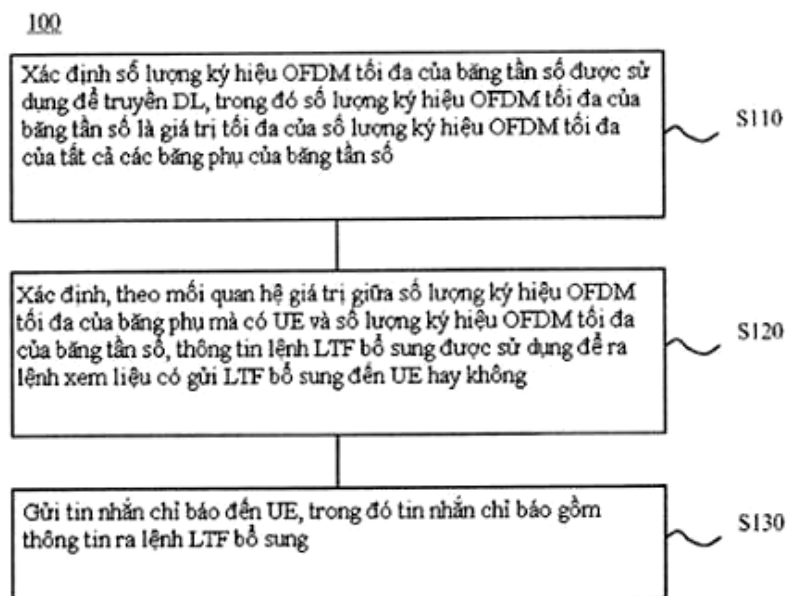 100
Xác định số lượng ký hiệu OFDM tối đa của băng tần số được sử
dụng để truyền DL, trong đó số lượng ký hiệu OFDM tối đa của
băng tần số là giá trị tối đa của số lượng ký hiệu OFDM tối đa
của tất cả các băng phụ của băng tần số
S110
Xác định, theo mối quan hệ giá trị giữa số lượng ký hiệu OFDM
tối đa của băng phụ mà có UE và số lượng ký hiệu OFDM tối đa
của băng tần số, thông tin lệnh LTF bổ sung được sử dụng để ra
lệnh xem liệu có gửi LTF bổ sung đến UE hay không
S120
Gửi tin nhắn chỉ báo đến UE, trong đó tin nhắn chỉ báo gồm
thông tin ra lệnh LTF bổ sung
S130